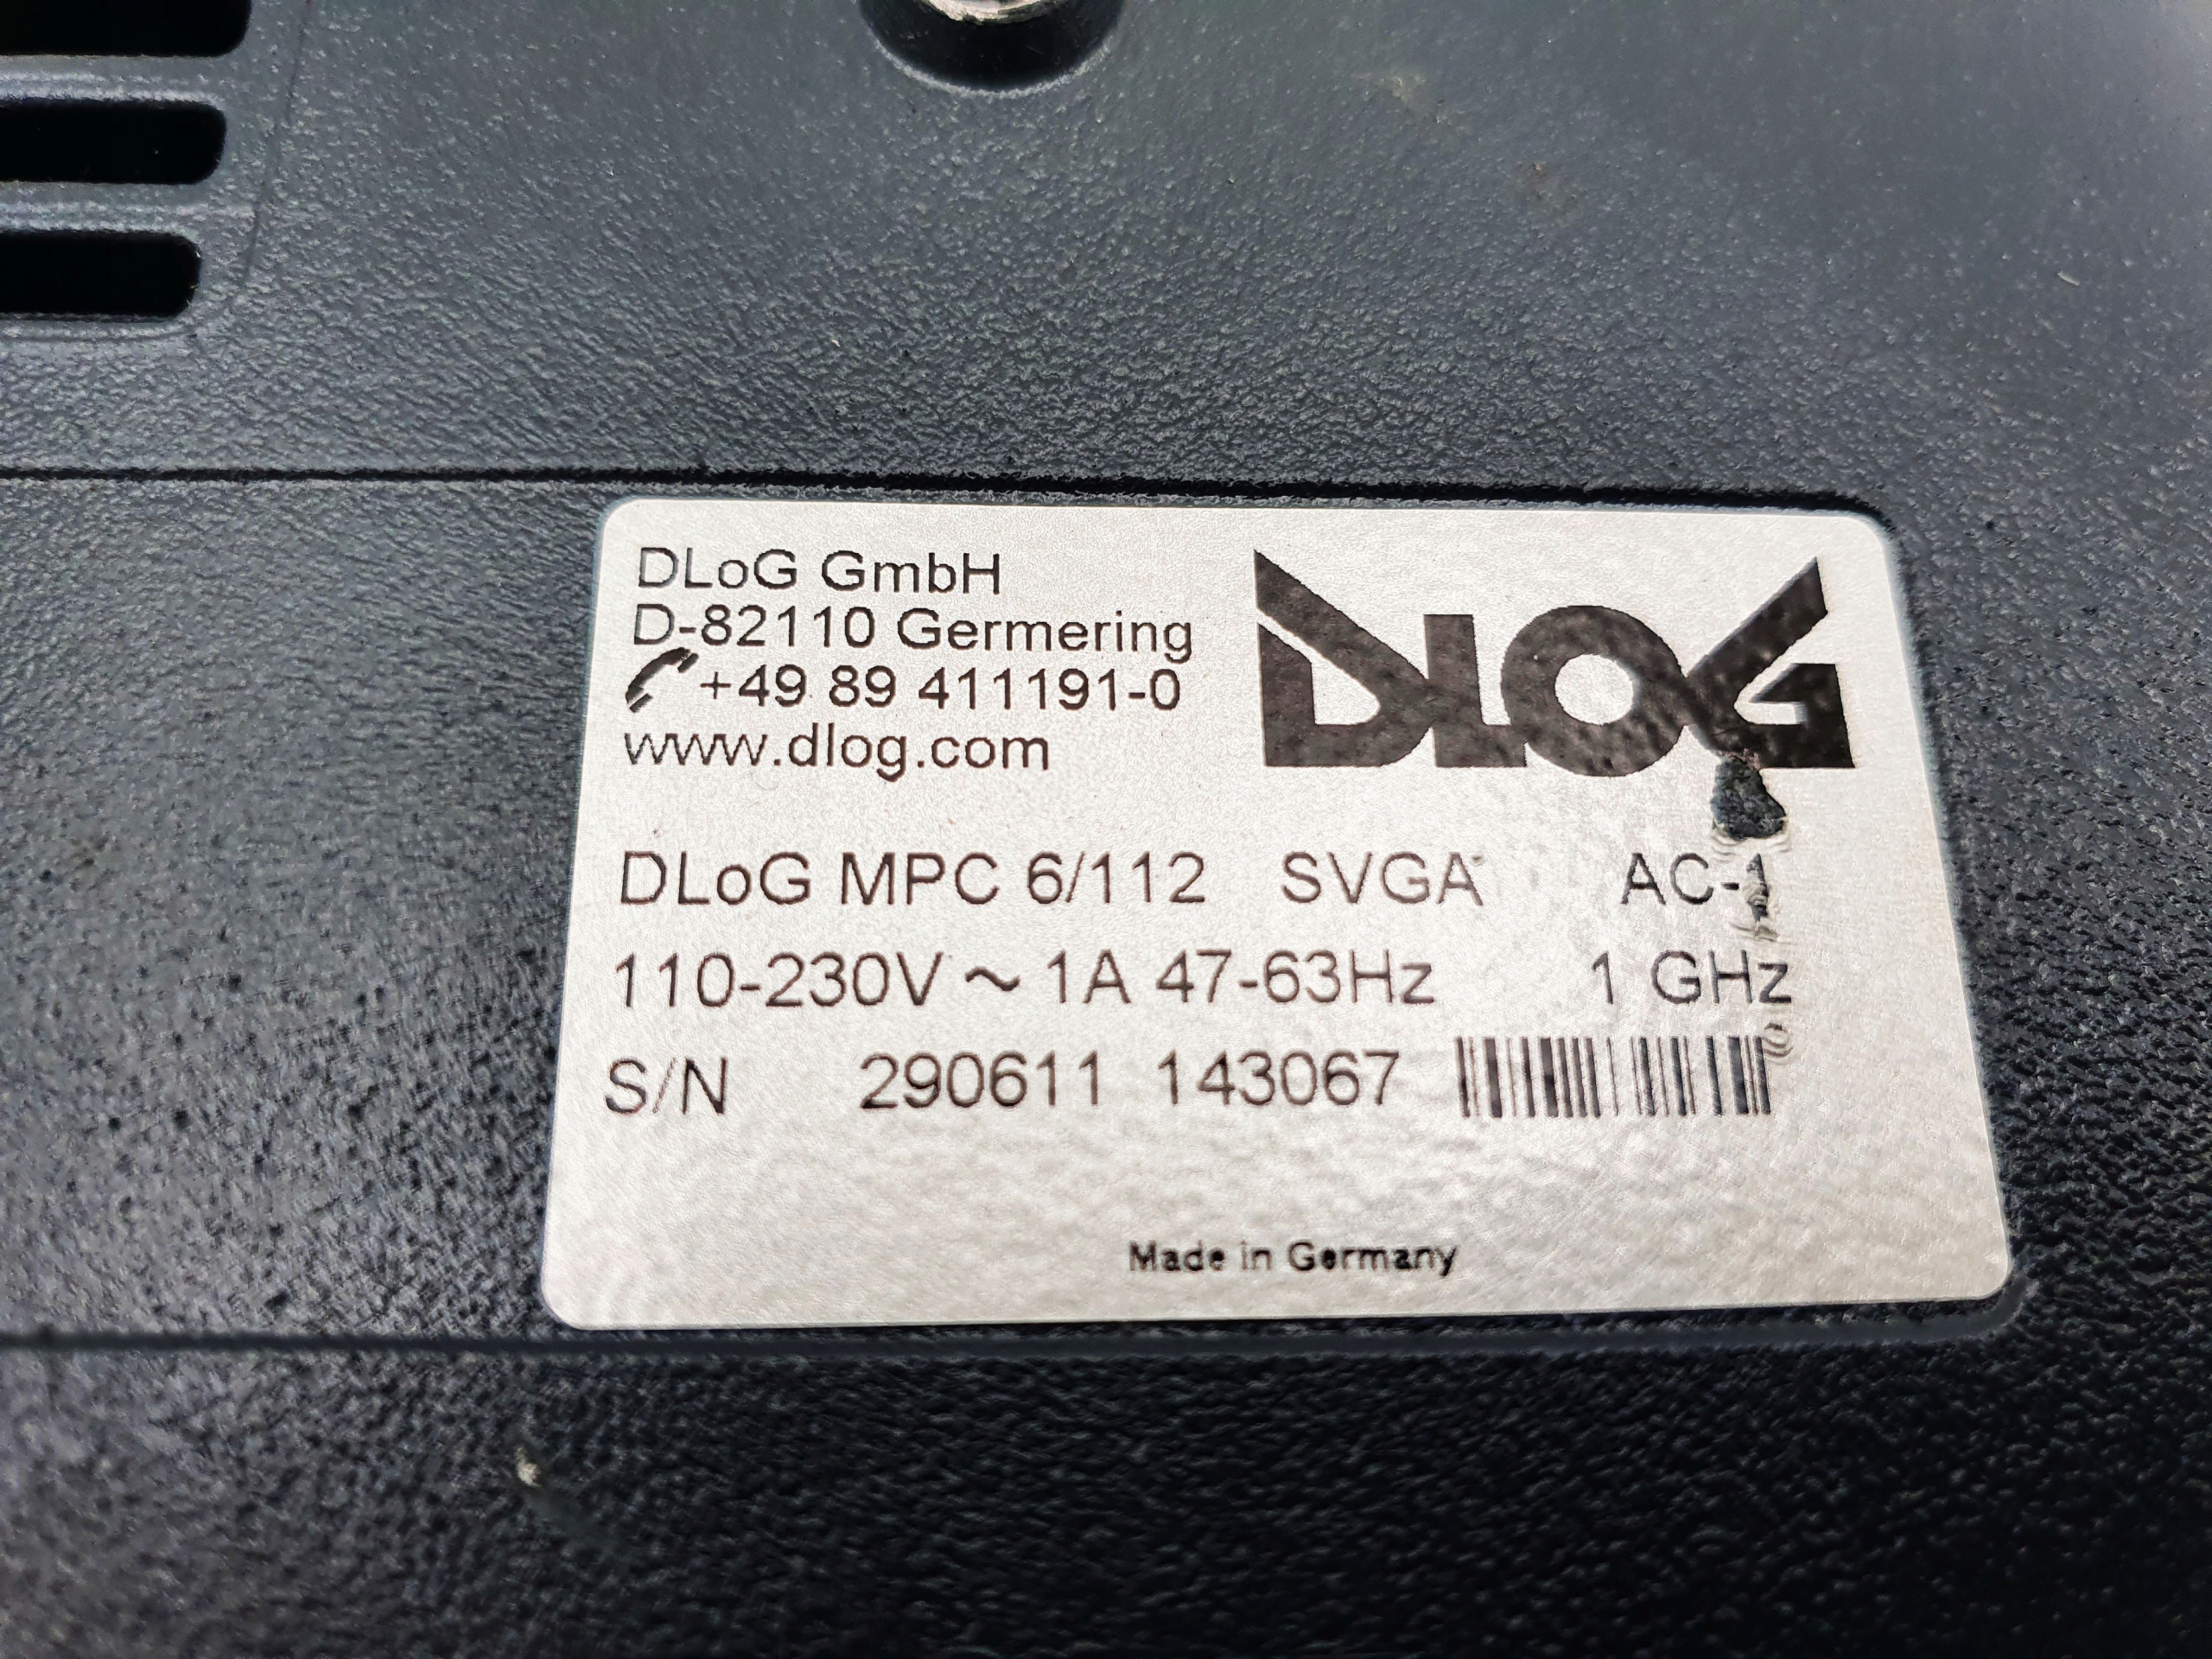 DLoG GmbH
D-82110 Germering
+49 89 411191-0
www.dlog.com
DLOG
DLoG MPC 6/112 SVGA AC-1
110-230V ~ 1A 47-63Hz 1 GHz
S/N 290611 143067
Made in Germany